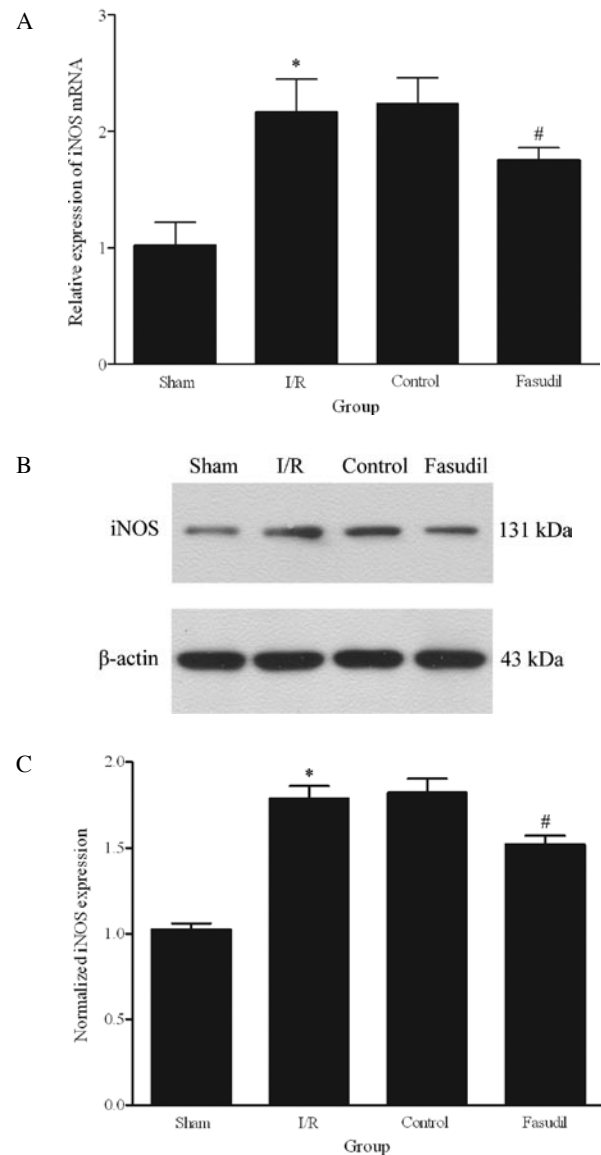 A
Relative expression of iNOS mRNA
3
2
1
0
*
#
Sham I/R Control Fasudil
Group
B
Sham I/R Control Fasudil
iNOS 131 kDa
β-actin 43 kDa
C
Normalized iNOS expression
2.0
1.5
1.0
0.5
0.0
*
#
Sham I/R Control Fasudil
Group